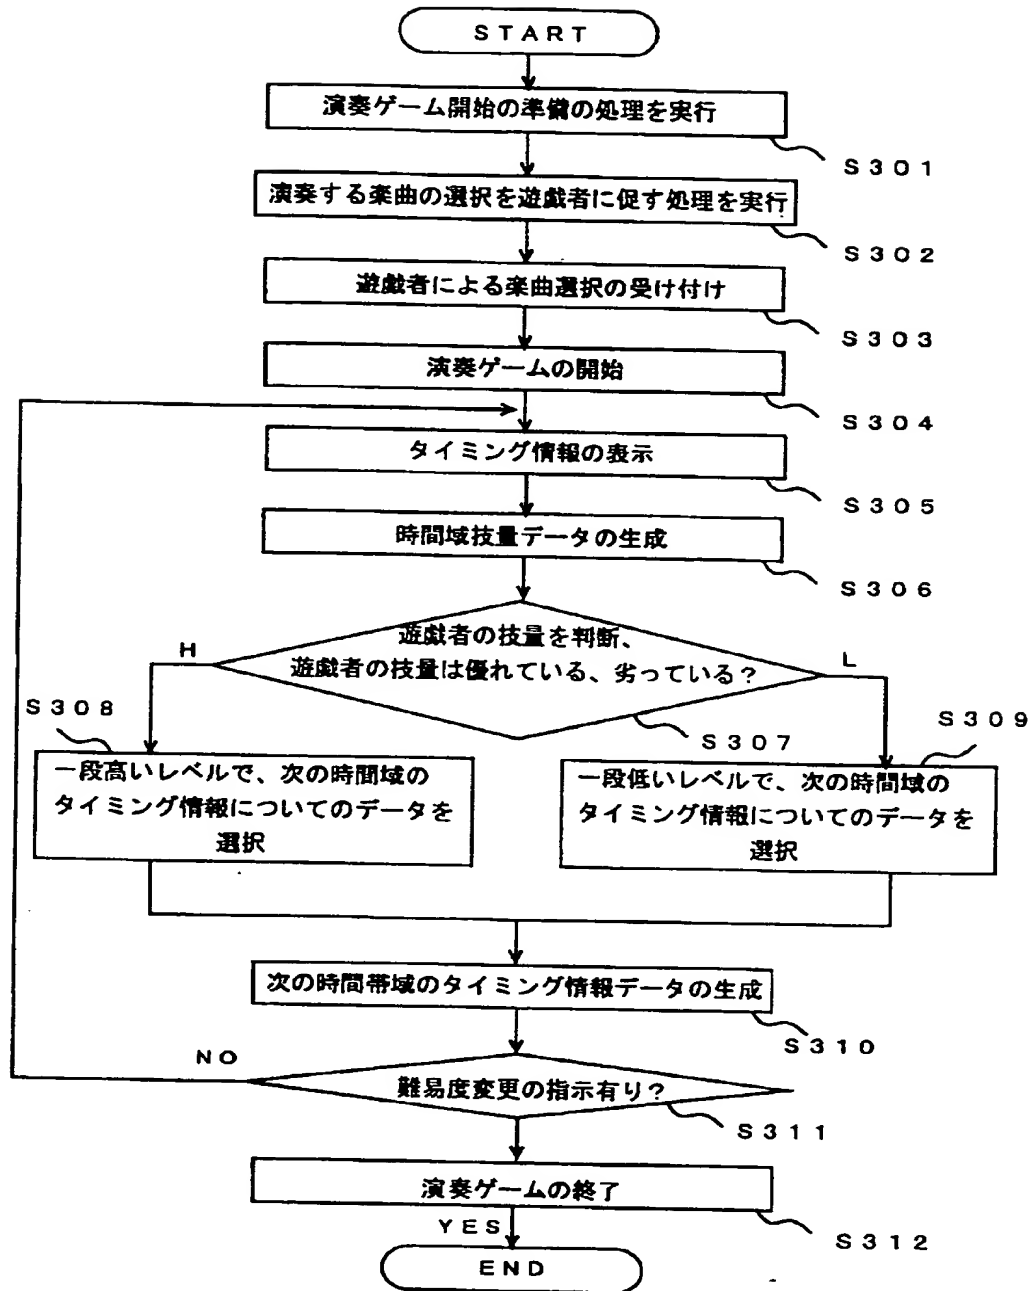 START
演奏ゲーム開始の準備の処理を実行
S301
演奏する楽曲の選択を遊戯者に促す処理を実行
S302
遊戯者による楽曲選択の受け付け
S303
演奏ゲームの開始
S304
タイミング情報の表示
S305
時間域技量データの生成
S306
遊戯者の技量を判断、
遊戯者の技量は優れている、劣っている?
H
L
S307
S308
一段高いレベルで、次の時間域の
タイミング情報についてのデータを
選択
S309
一段低いレベルで、次の時間域の
タイミング情報についてのデータを
選択
次の時間帯域のタイミング情報データの生成
S310
NO
難易度変更の指示有り?
S311
演奏ゲームの終了
S312
YES
END